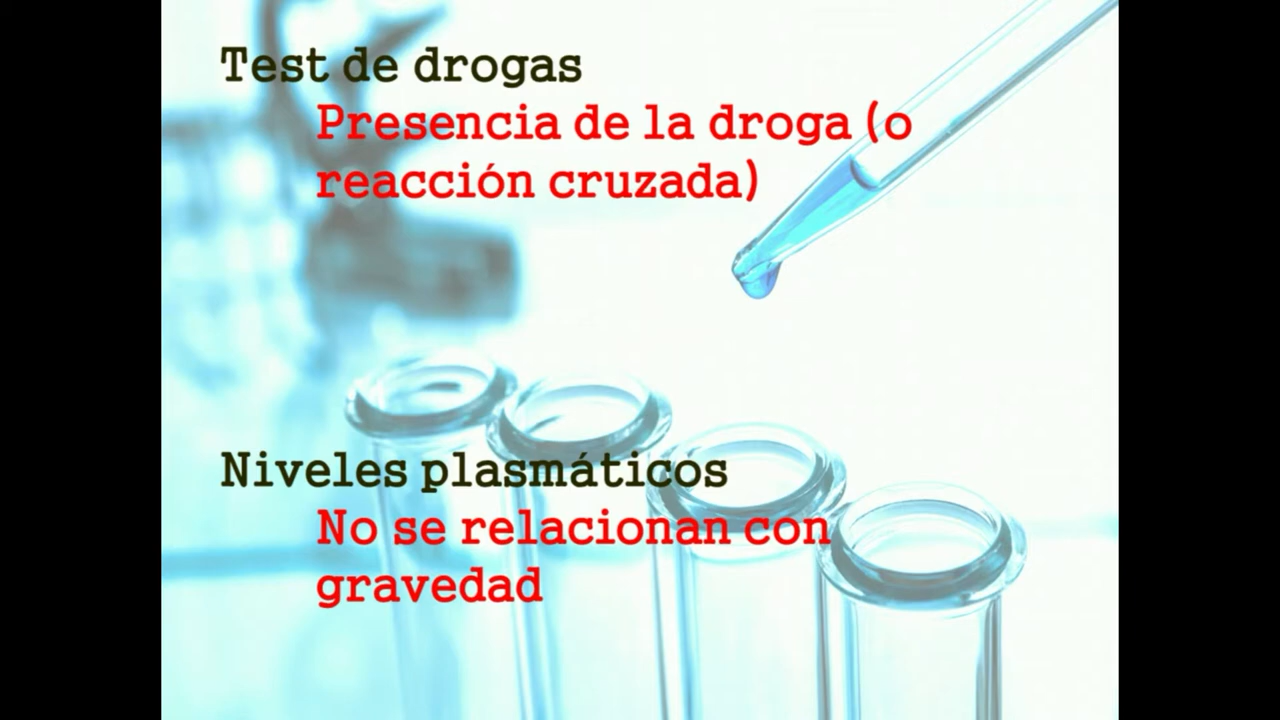 Test de drogas
Presencia de la droga (o
reacción cruzada)
Niveles plasmáticos
No se relacionan con
gravedad